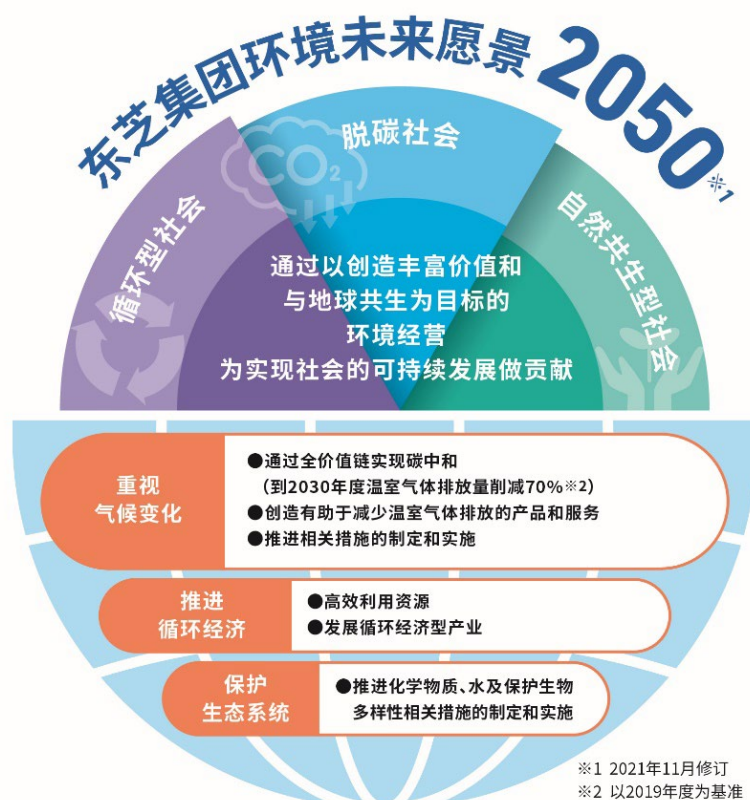 东芝集团环境未来愿景2050※1
循环型社会
CO₂
脱碳社会
自然共生型社会
通过以创造丰富价值和
与地球共生为目标的
环境经营
为实现社会的可持续发展做贡献
重视
气候变化
●通过全价值链实现碳中和
（到2030年度温室气体排放量削减70%※2）
●创造有助于减少温室气体排放的产品和服务
●推进相关措施的制定和实施
推进
循环经济
●高效利用资源
●发展循环经济型产业
保护
生态系统
●推进化学物质、水及保护生物
多样性相关措施的制定和实施
※1 2021年11月修订
※2 以2019年度为基准